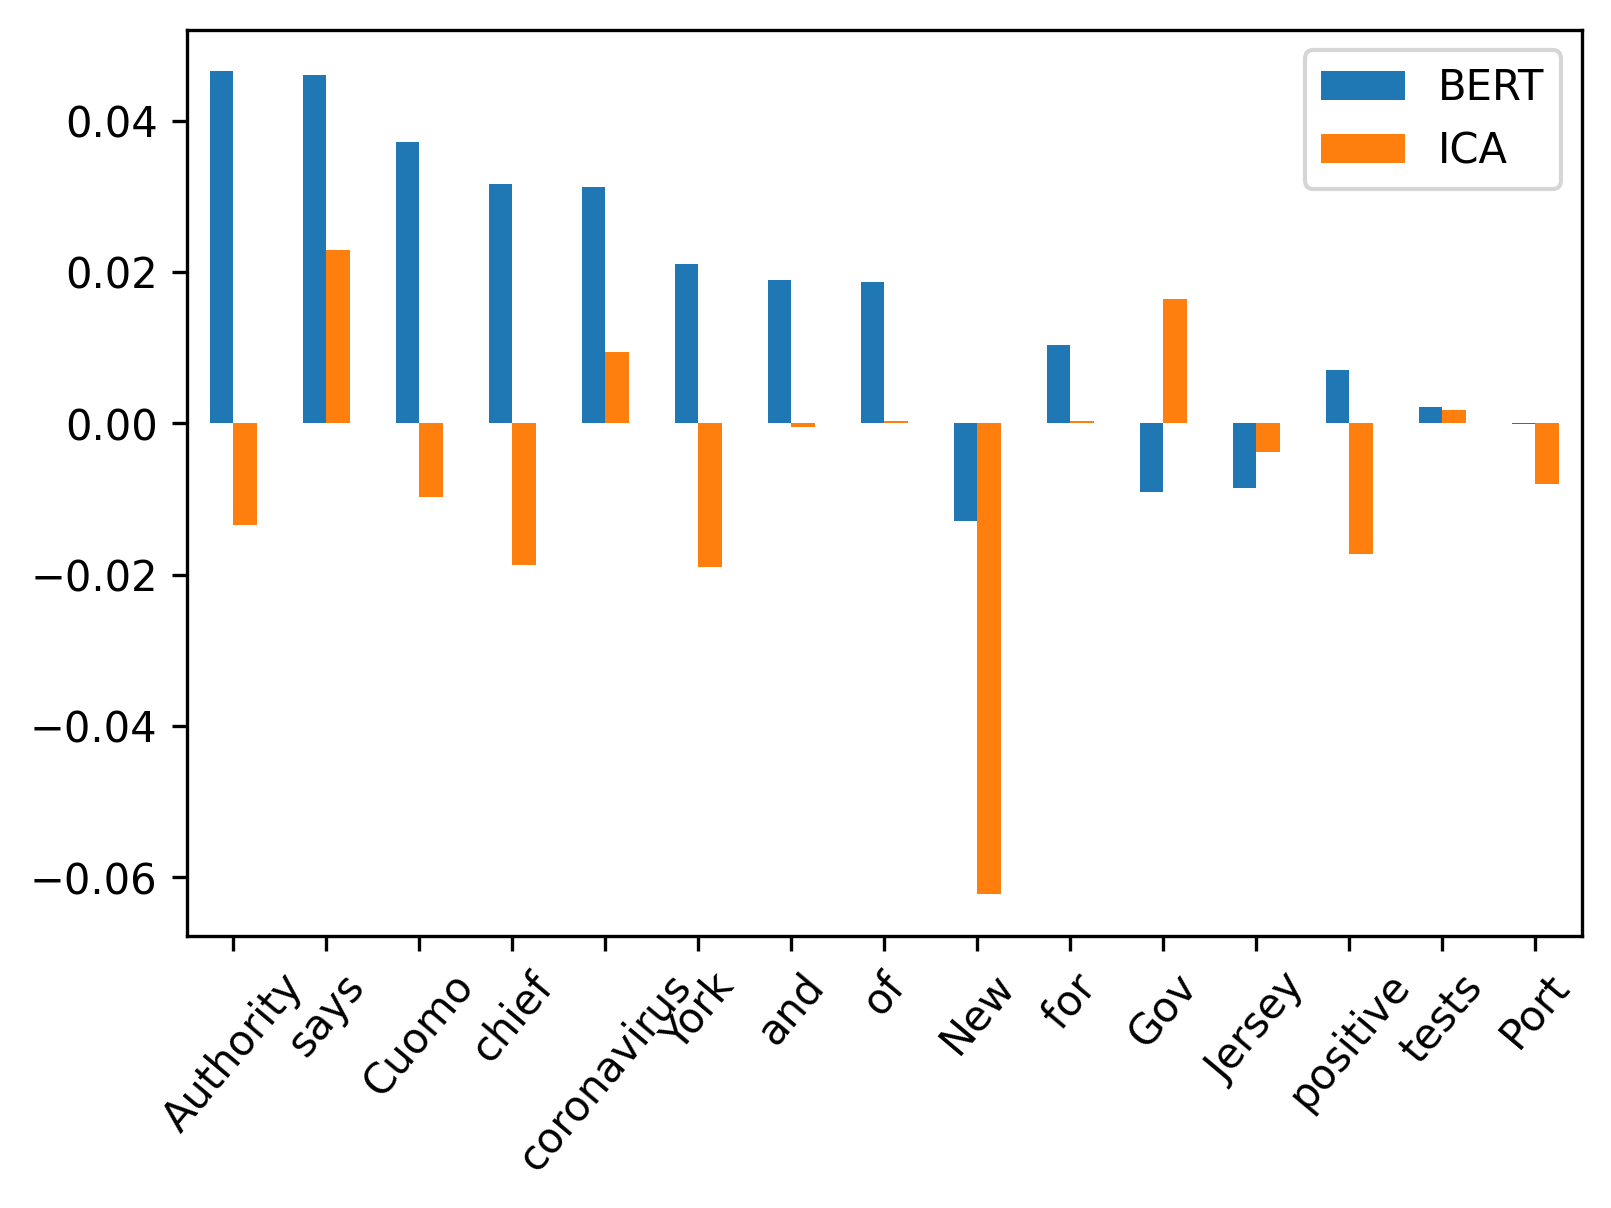 BERT
ICA
0.04
0.02
0.00
−0.02
−0.04
−0.06
Authority
says
Cuomo
chief
coronavirus
York
and
of
New
for
Gov
Jersey
positive
tests
Port